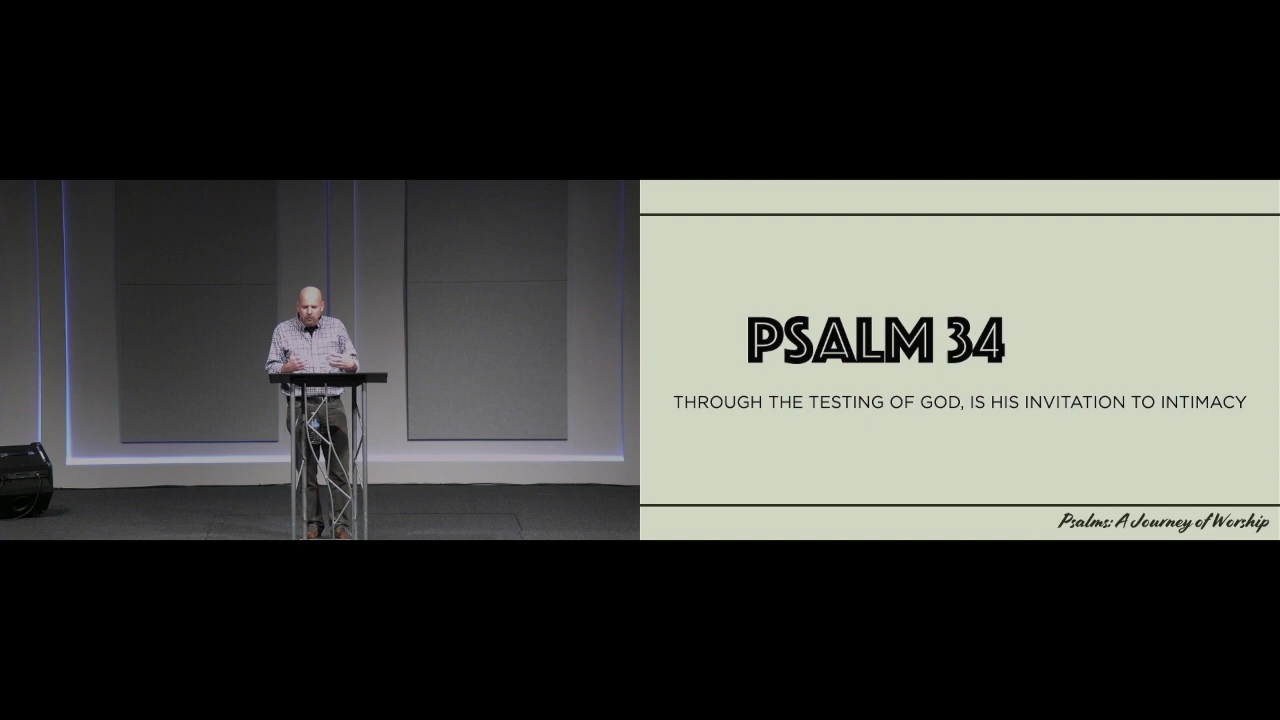 PSALM 34
THROUGH THE TESTING OF GOD, IS HIS INVITATION TO INTIMACY
Psalms: A Journey of Worship